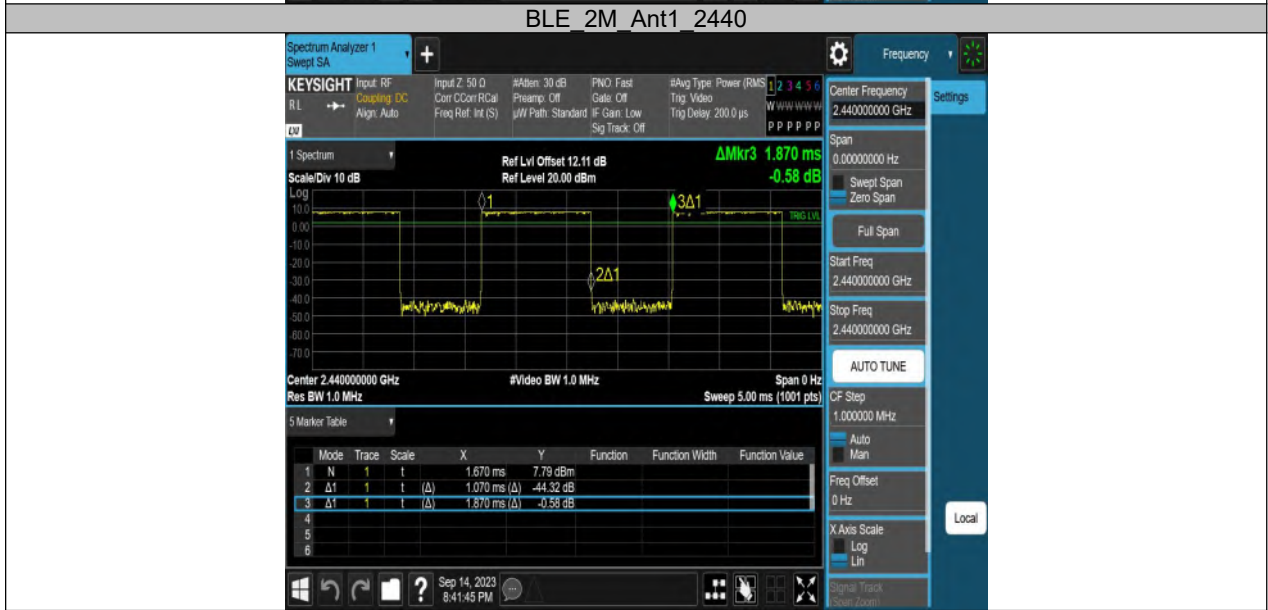 BLE_2M_Ant1_2440
Spectrum Analyzer 1
Swept SA
+
Frequency
KEYSIGHT
RL
LXI
Input: RF
Coupling: DC
Align: Auto
Input Z: 50 Ω
Corr CCorr RCal
Freq Ref: Int (S)
#Atten: 30 dB
Preamp: Off
µW Path: Standard
PNO: Fast
Gate: Off
IF Gain: Low
Sig Track: Off
#Avg Type: Power (RMS
Trig: Video
Trig Delay: 200.0 µs
1 2 3 4 5 6
W W W W W W
P P P P P P
1 Spectrum
Scale/Div 10 dB
Ref Lvl Offset 12.11 dB
Ref Level 20.00 dBm
ΔMkr3 1.870 ms
-0.58 dB
Log
10.0
0.00
-10.0
-20.0
-30.0
-40.0
-50.0
-60.0
-70.0
1
3Δ1
TRIG LVL
2Δ1
Center 2.440000000 GHz
Res BW 1.0 MHz
#Video BW 1.0 MHz
Span 0 Hz
Sweep 5.00 ms (1001 pts)
5 Marker Table
Mode Trace Scale X Y Function Function Width Function Value
1 N 1 t 1.670 ms 7.79 dBm
2 Δ1 1 t (Δ) 1.070 ms (Δ) -44.32 dB
3 Δ1 1 t (Δ) 1.870 ms (Δ) -0.58 dB
4
5
6
?
Sep 14, 2023
8:41:45 PM
Center Frequency
2.440000000 GHz
Settings
Span
0.00000000 Hz
Swept Span
Zero Span
Full Span
Start Freq
2.440000000 GHz
Stop Freq
2.440000000 GHz
AUTO TUNE
CF Step
1.000000 MHz
Auto
Man
Freq Offset
0 Hz
X Axis Scale
Log
Lin
Local
Signal Track
(Span Zoom)